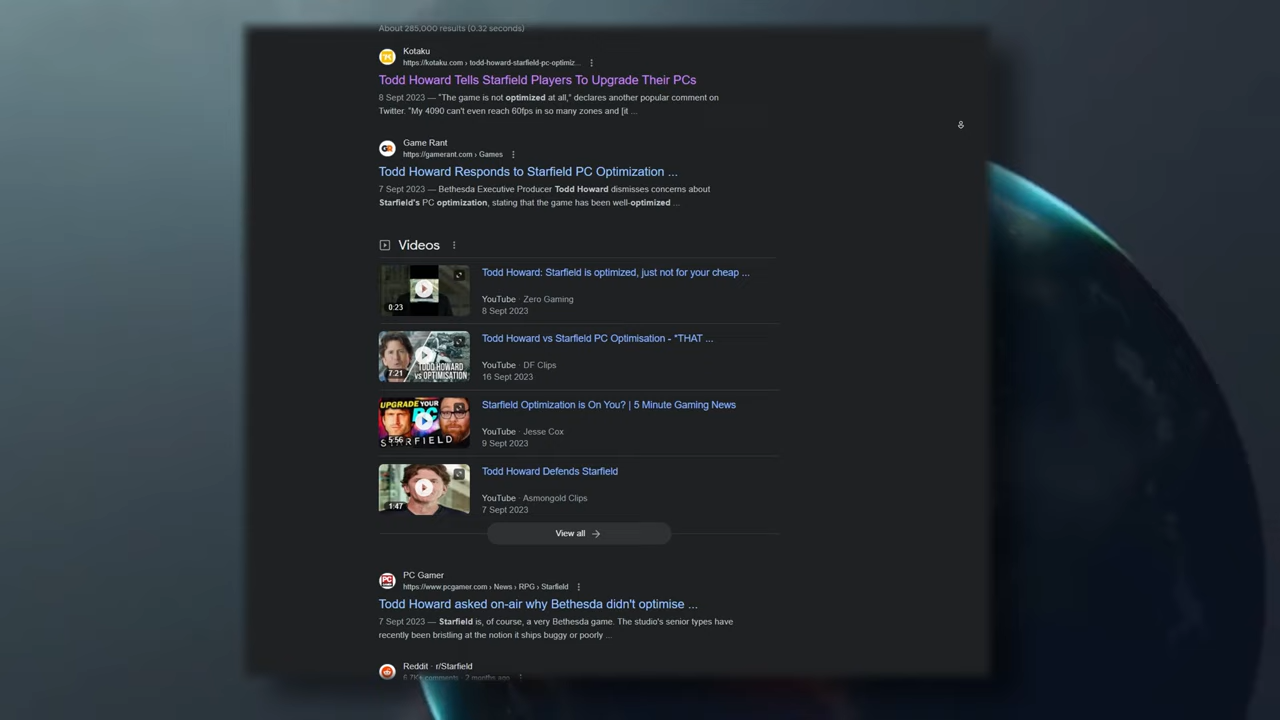 About 265,000 results (0.32 seconds)
Kotaku
https://kotaku.com › todd-howard-starfield-pc-optimiz...
Todd Howard Tells Starfield Players To Upgrade Their PCs
8 Sept 2023 — "The game is not optimized at all," declares another popular comment on
Twitter. "My 4090 can't even reach 60fps in so many zones and [it ...
Game Rant
https://gamerant.com › Games
Todd Howard Responds to Starfield PC Optimization ...
7 Sept 2023 — Bethesda Executive Producer Todd Howard dismisses concerns about
Starfield's PC optimization, stating that the game has been well-optimized ...
Videos
Todd Howard: Starfield is optimized, just not for your cheap ...
YouTube · Zero Gaming
8 Sept 2023
0:23
Todd Howard vs Starfield PC Optimisation - "THAT ...
YouTube · DF Clips
16 Sept 2023
TODD HOWARD
vs OPTIMISATION
7:21
Starfield Optimization is On You? | 5 Minute Gaming News
YouTube · Jesse Cox
9 Sept 2023
UPGRADE YOUR
PC
STARFIELD
5:56
Todd Howard Defends Starfield
YouTube · Asmongold Clips
7 Sept 2023
1:47
View all
PC Gamer
https://www.pcgamer.com › News › RPG › Starfield
Todd Howard asked on-air why Bethesda didn't optimise ...
7 Sept 2023 — Starfield is, of course, a very Bethesda game. The studio's senior types have
recently been bristling at the notion it ships buggy or poorly ...
Reddit · r/Starfield
6.7K+ comments · 2 months ago